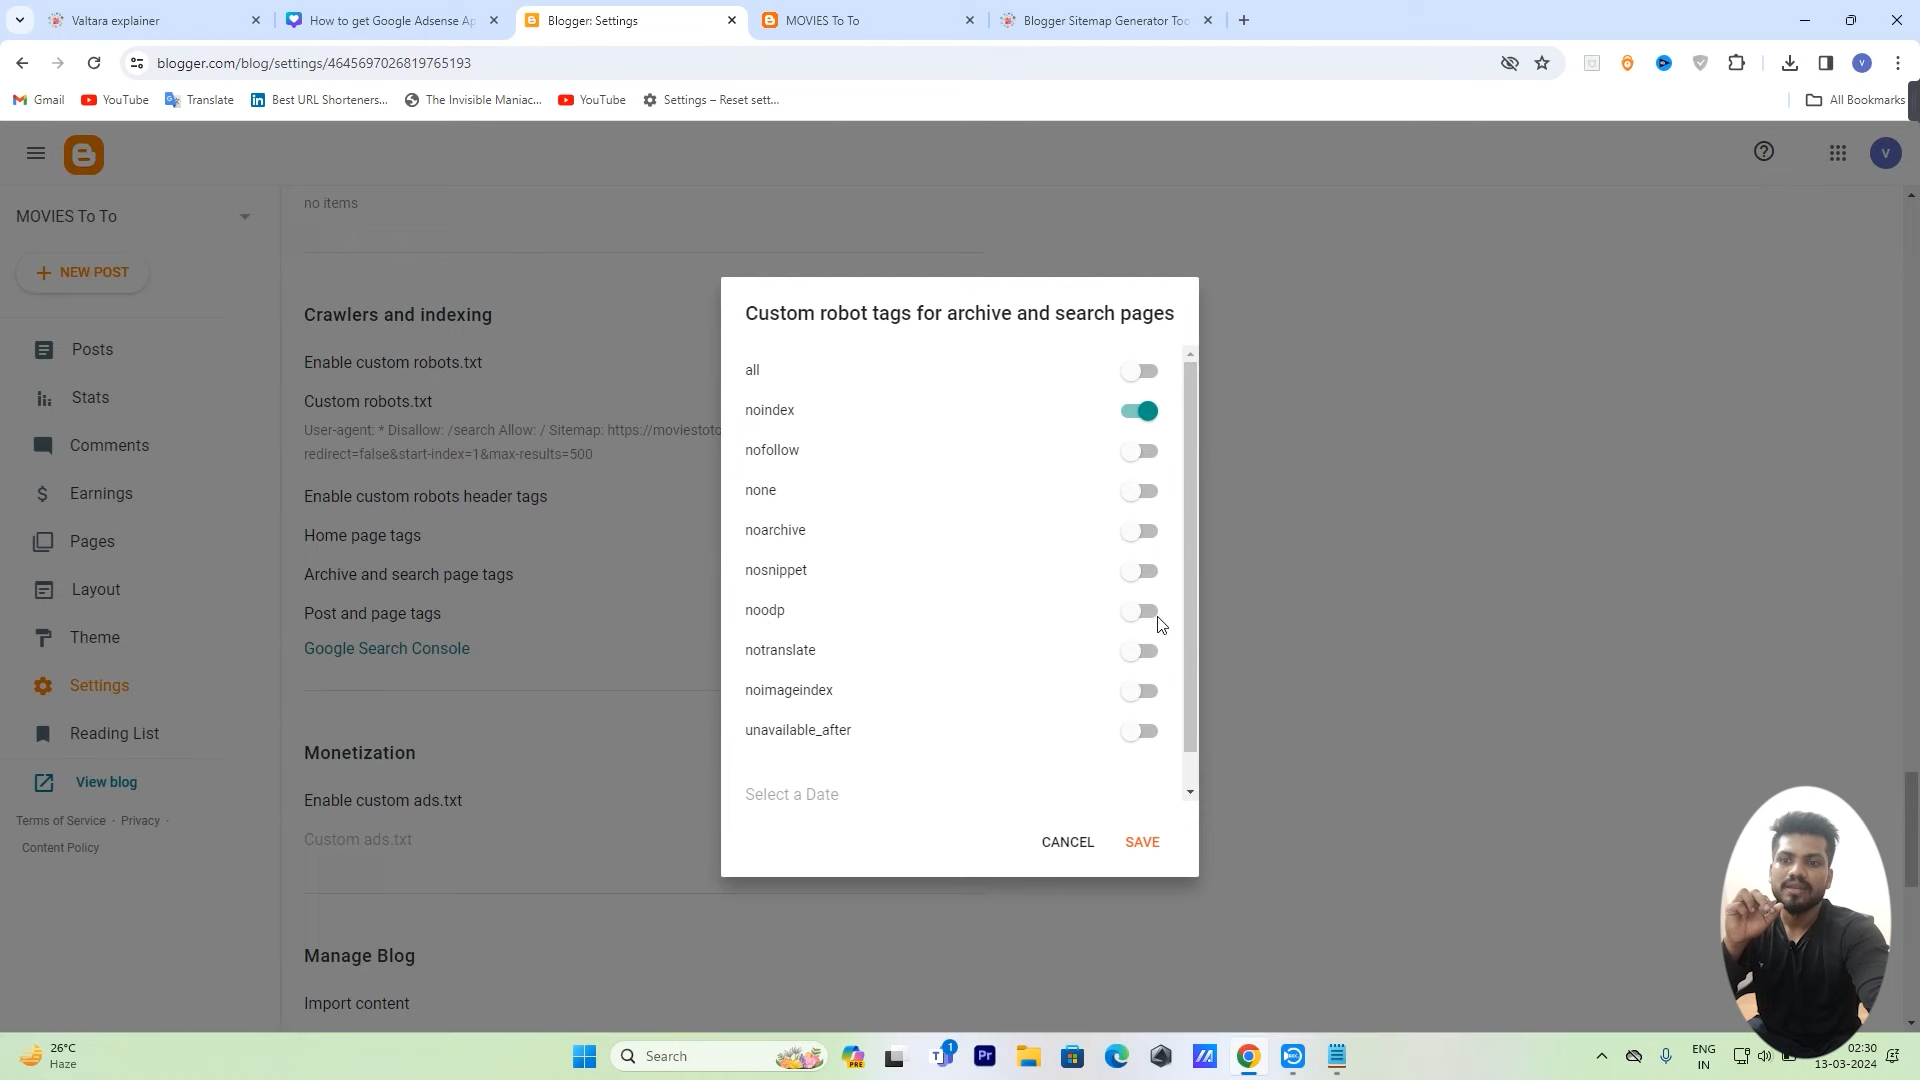 Valtara explainer
How to get Google Adsense Ap
Blogger: Settings
MOVIES To To
Blogger Sitemap Generator Too
blogger.com/blog/settings/4645697026819765193
V
Gmail
YouTube
Translate
Best URL Shorteners...
The Invisible Maniac...
YouTube
Settings – Reset sett...
All Bookmarks
V
MOVIES To To
NEW POST
Posts
Stats
Comments
Earnings
Pages
Layout
Theme
Settings
Reading List
View blog
Terms of Service · Privacy ·
Content Policy
no items
Crawlers and indexing
Enable custom robots.txt
Custom robots.txt
User-agent: * Disallow: /search Allow: / Sitemap: https://moviestoto
redirect=false&start-index=1&max-results=500
Enable custom robots header tags
Home page tags
Archive and search page tags
Post and page tags
Google Search Console
Monetization
Enable custom ads.txt
Custom ads.txt
Manage Blog
Import content
Custom robot tags for archive and search pages
all
noindex
nofollow
none
noarchive
nosnippet
noodp
notranslate
noimageindex
unavailable_after
Select a Date
CANCEL
SAVE
26°C
Haze
Search
PRE
1
Pr
ENG
IN
02:30
13-03-2024